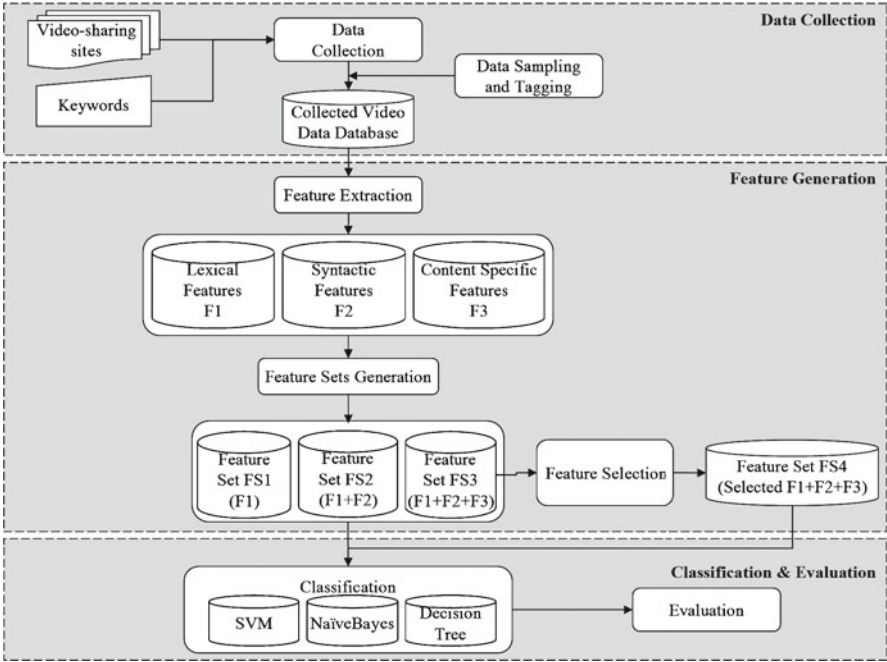 Data Collection
Video-sharing
sites
Data
Collection
Keywords
Data Sampling
and Tagging
Collected Video
Data Database
Feature Generation
Feature Extraction
Lexical
Features
F1
Syntactic
Features
F2
Content Specific
Features
F3
Feature Sets Generation
Feature
Set FS1
(F1)
Feature
Set FS2
(F1+F2)
Feature
Set FS3
(F1+F2+F3)
Feature Selection
Feature Set FS4
(Selected F1+F2+F3)
Classification & Evaluation
Classification
SVM
NaïveBayes
Decision
Tree
Evaluation